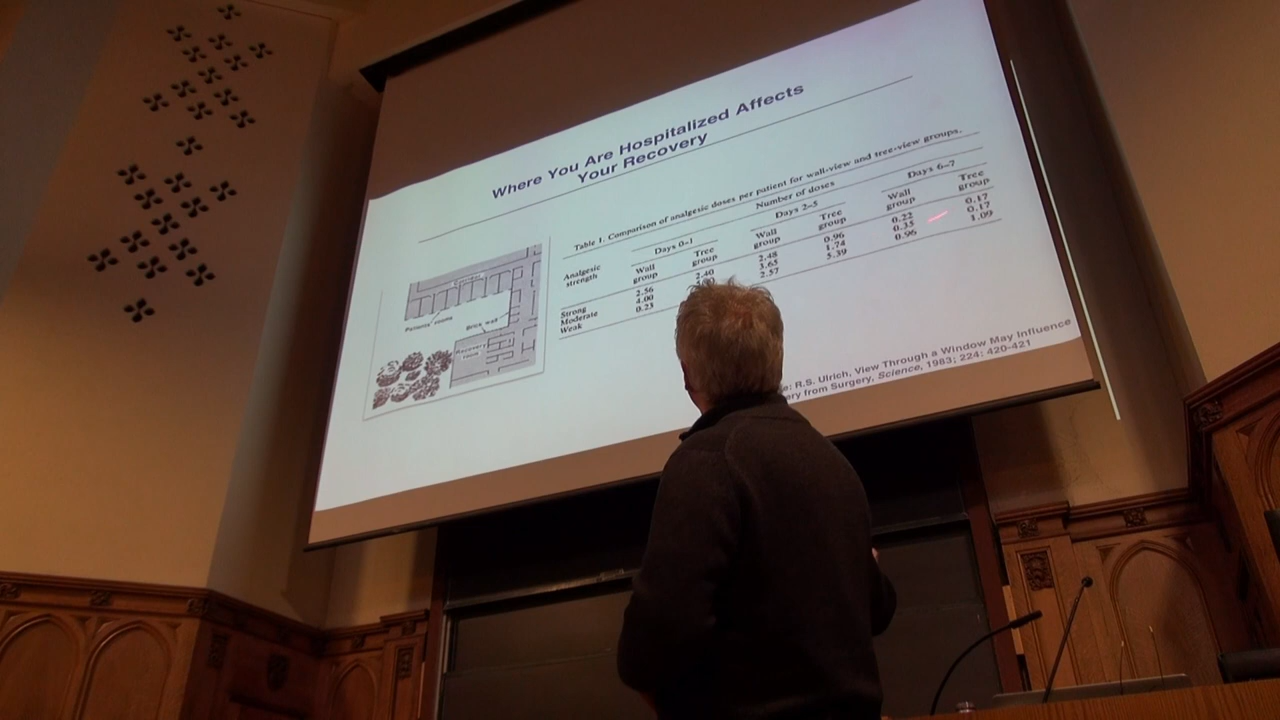 Where You Are Hospitalized Affects
Your Recovery
Table 1. Comparison of analgesic doses per patient for wall-view and tree-view groups.
Number of doses
Analgesic strength
Days 0–1
Days 2–5
Days 6–7
Wall group
Tree group
Wall group
Tree group
Wall group
Tree group
Strong 2.56 2.40 2.48 0.96 0.22 0.17
Moderate 4.00 3.65 1.74 0.35 0.17
Weak 0.23 2.57 5.39 0.96 1.09
Patients' rooms
Brick wall
Recovery room
: R.S. Ulrich, View Through a Window May Influence
ery from Surgery, Science, 1983; 224: 420-421